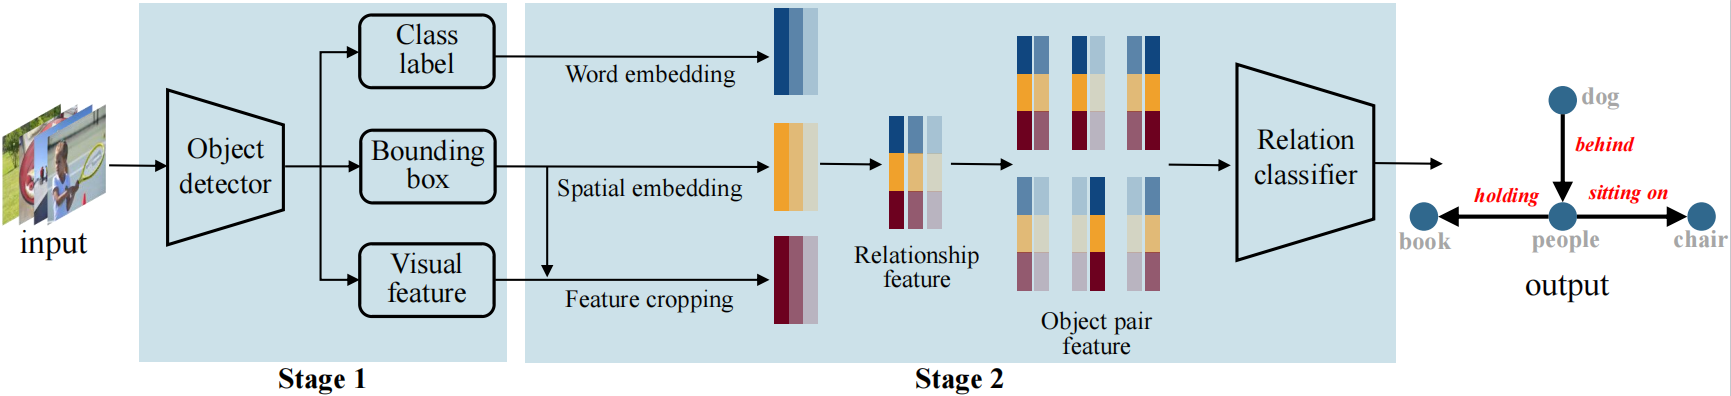 input
Object
detector
Class
label
Bounding
box
Visual
feature
Stage 1
Word embedding
Spatial embedding
Feature cropping
Relationship
feature
Object pair
feature
Relation
classifier
Stage 2
dog
behind
holding
sitting on
book
people
chair
output